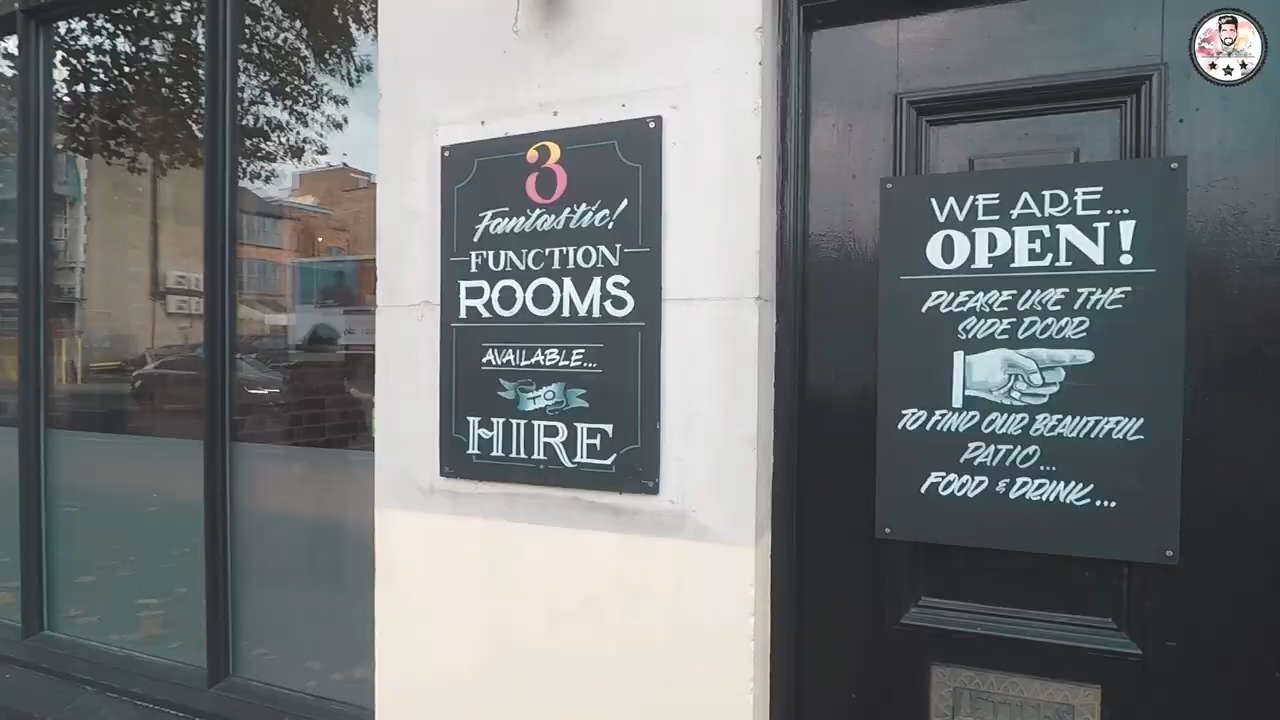 3
Fantastic!
FUNCTION
ROOMS
AVAILABLE...
TO
HIRE
WE ARE...
OPEN!
PLEASE USE THE
SIDE DOOR
TO FIND OUR BEAUTIFUL
PATIO...
FOOD & DRINK...